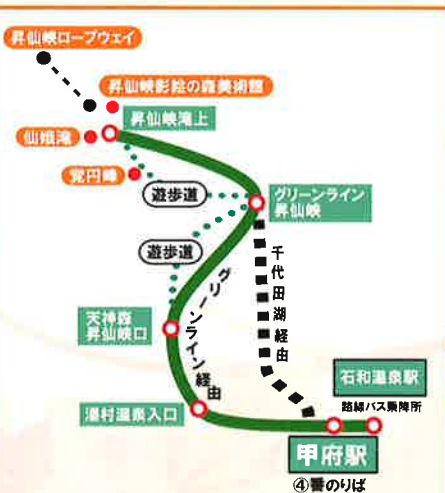 昇仙峡ロープウェイ
昇仙峡影絵の森美術館
昇仙峡滝上
仙娥滝
覚円峰
遊歩道
グリーンライン
昇仙峡
遊歩道
千代田湖経由
グリーンライン経由
天神森
昇仙峡口
石和温泉駅
路線バス乗降所
湯村温泉入口
甲府駅
④番のりば